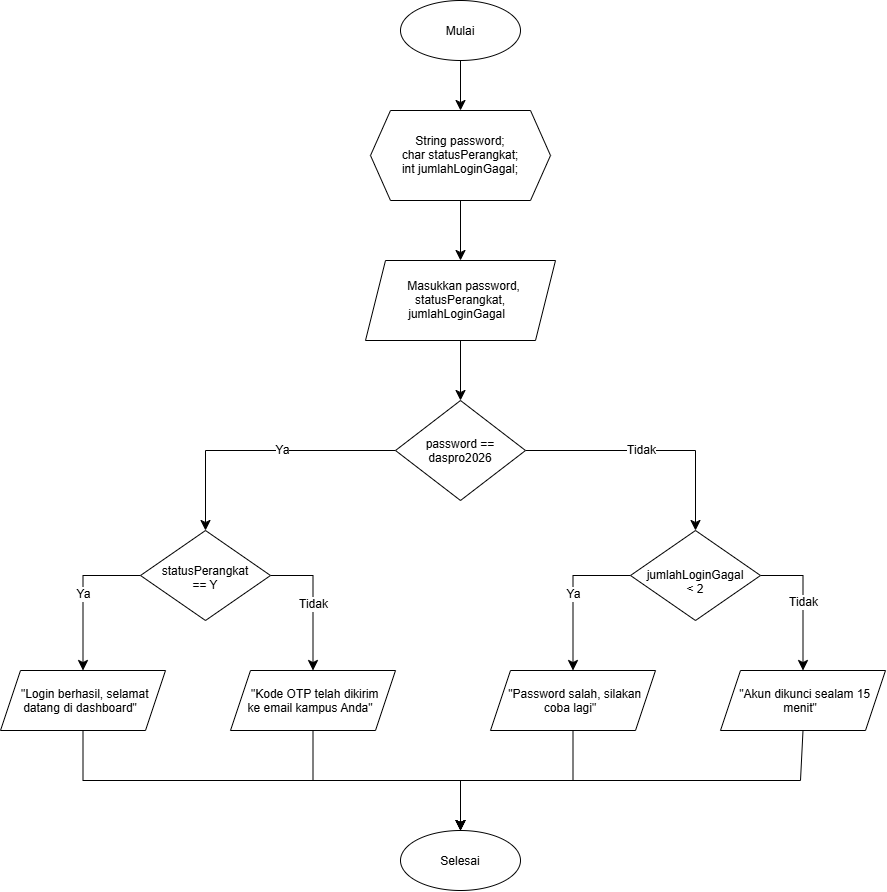 Mulai
String password;
char statusPerangkat;
int jumlahLoginGagal;
Masukkan password,
statusPerangkat,
jumlahLoginGagal
password ==
daspro2026
Ya
Tidak
statusPerangkat
== Y
jumlahLoginGagal
< 2
Ya
Tidak
Ya
Tidak
"Login berhasil, selamat
datang di dashboard"
"Kode OTP telah dikirim
ke email kampus Anda"
"Password salah, silakan
coba lagi"
"Akun dikunci sealam 15
menit"
Selesai